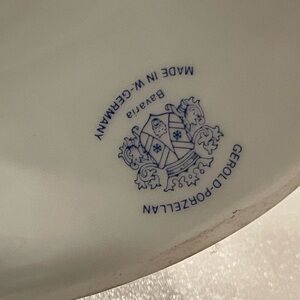 GEROLD-PORZELLAN
Bavaria
MADE IN W.-GERMANY